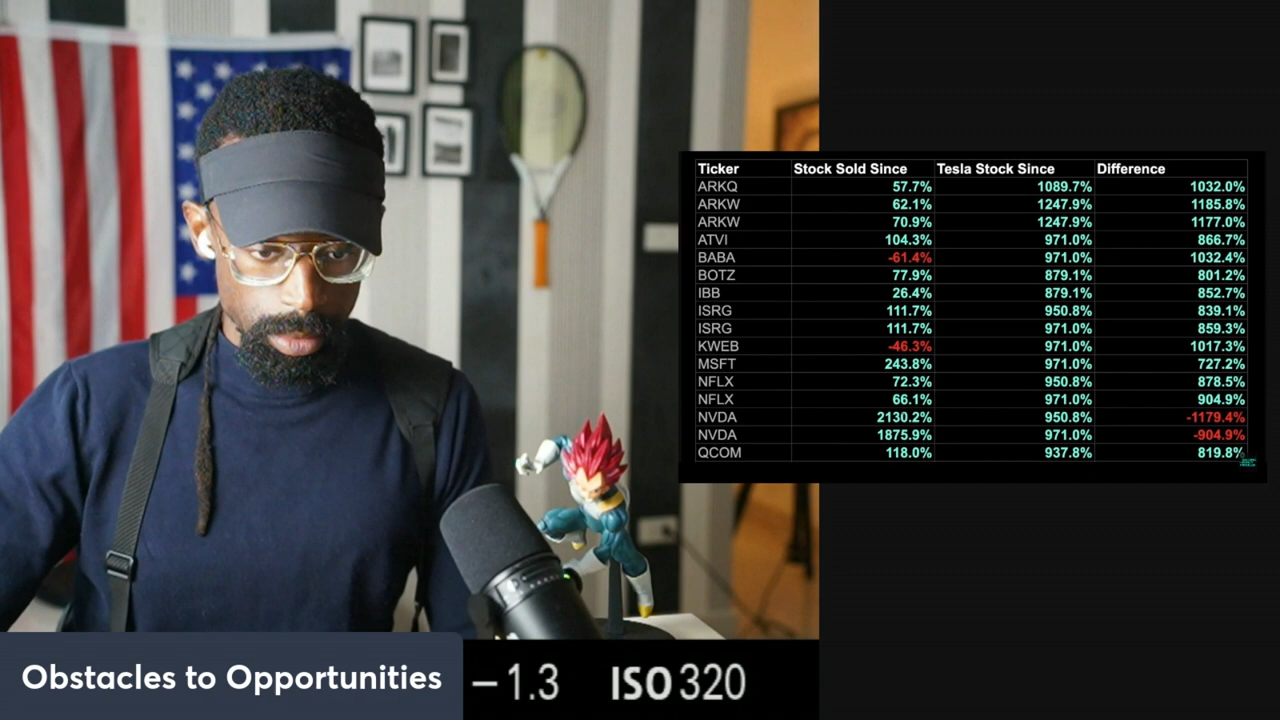 Ticker Stock Sold Since Tesla Stock Since Difference
ARKQ 57.7% 1089.7% 1032.0%
ARKW 62.1% 1247.9% 1185.8%
ARKW 70.9% 1247.9% 1177.0%
ATVI 104.3% 971.0% 866.7%
BABA -61.4% 971.0% 1032.4%
BOTZ 77.9% 879.1% 801.2%
IBB 26.4% 879.1% 852.7%
ISRG 111.7% 950.8% 839.1%
ISRG 111.7% 971.0% 859.3%
KWEB -46.3% 971.0% 1017.3%
MSFT 243.8% 971.0% 727.2%
NFLX 72.3% 950.8% 878.5%
NFLX 66.1% 971.0% 904.9%
NVDA 2130.2% 950.8% -1179.4%
NVDA 1875.9% 971.0% -904.9%
QCOM 118.0% 937.8% 819.8%
Obstacles to Opportunities
–1.3 ISO 320